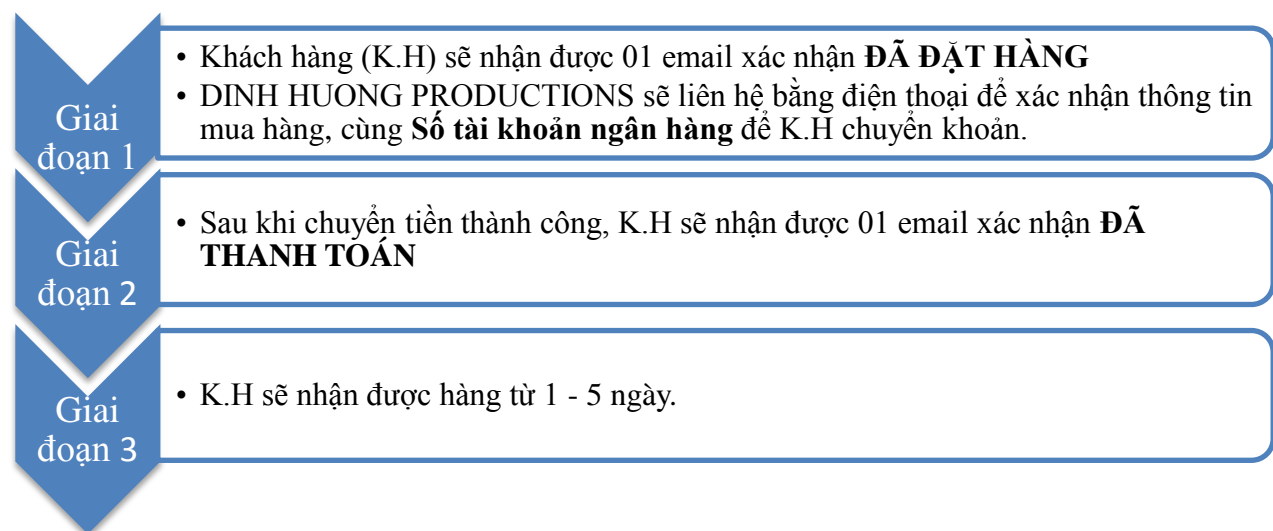 Giai
đoạn 1
• Khách hàng (K.H) sẽ nhận được 01 email xác nhận ĐÃ ĐẶT HÀNG
• DINH HUONG PRODUCTIONS sẽ liên hệ bằng điện thoại để xác nhận thông tin
mua hàng, cùng Số tài khoản ngân hàng để K.H chuyển khoản.
Giai
đoạn 2
• Sau khi chuyển tiền thành công, K.H sẽ nhận được 01 email xác nhận ĐÃ
THANH TOÁN
Giai
đoạn 3
• K.H sẽ nhận được hàng từ 1 - 5 ngày.